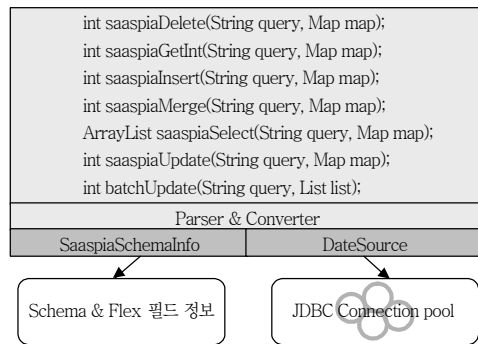 int saaspiaDelete(String query, Map map);
int saaspiaGetInt(String query, Map map);
int saaspiaInsert(String query, Map map);
int saaspiaMerge(String query, Map map);
ArrayList saaspiaSelect(String query, Map map);
int saaspiaUpdate(String query, Map map);
int batchUpdate(String query, List list);
Parser & Converter
SaaspiaSchemaInfo
DateSource
Schema & Flex 필드 정보
JDBC Connection pool